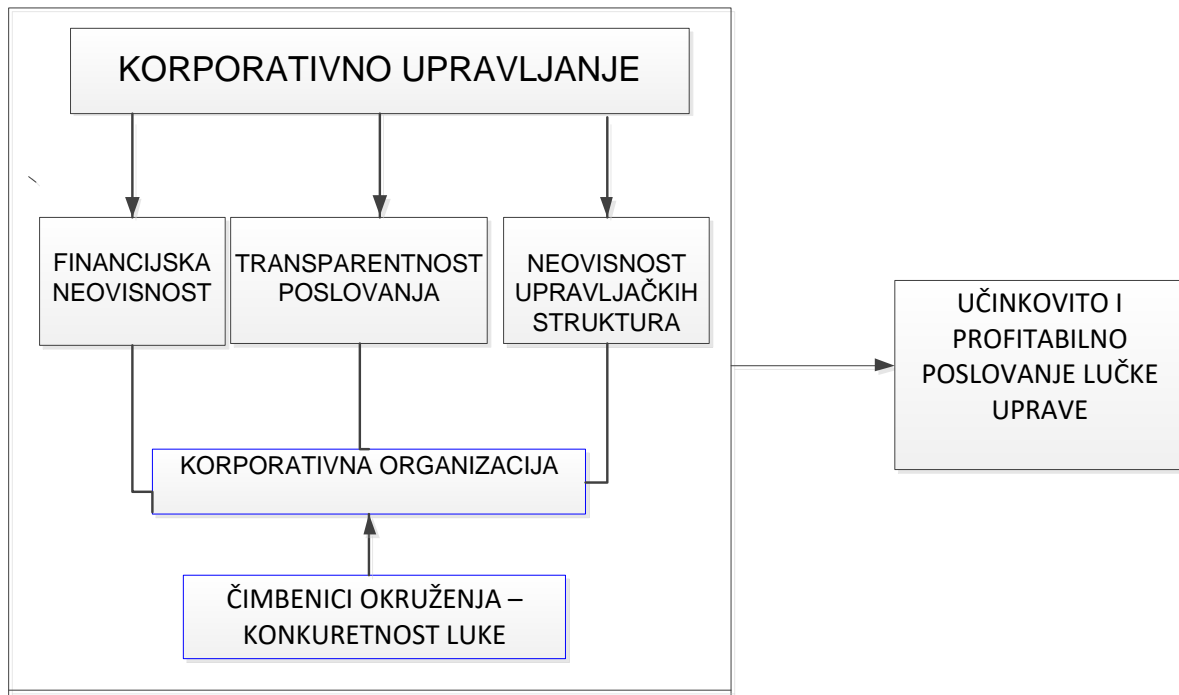 KORPORATIVNO UPRAVLJANJE
FINANCIJSKA
NEOVISNOST
TRANSPARENTNOST
POSLOVANJA
NEOVISNOST
UPRAVLJAČKIH
STRUKTURA
KORPORATIVNA ORGANIZACIJA
ČIMBENICI OKRUŽENJA –
KONKURETNOST LUKE
UČINKOVITO I
PROFITABILNO
POSLOVANJE LUČKE
UPRAVE